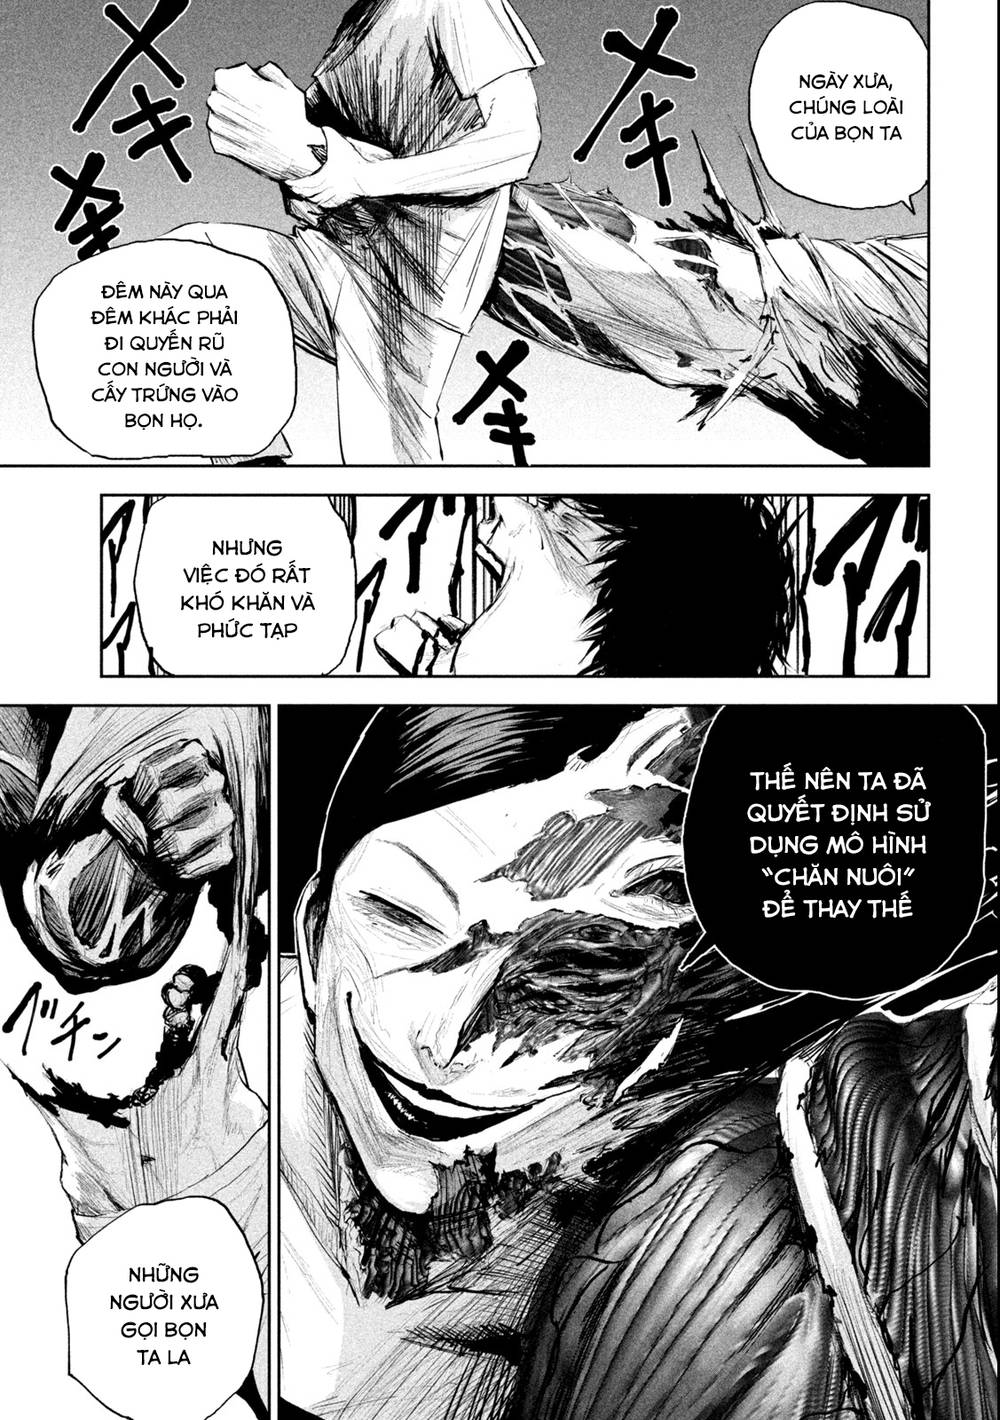 NGÀY XƯA,
CHÚNG LOÀI
CỦA BỌN TA
メキ
メキ
メキ
メキ
ĐÊM NÀY QUA
ĐÊM KHÁC PHẢI
ĐI QUYẾN RŨ
CON NGƯỜI VÀ
CẤY TRỨNG VÀO
BỌN HỌ.
NHƯNG
VIỆC ĐÓ RẤT
KHÓ KHĂN VÀ
PHỨC TẠP
THẾ NÊN TA ĐÃ
QUYẾT ĐỊNH SỬ
DỤNG MÔ HÌNH
“CHĂN NUÔI”
ĐỂ THAY THẾ
グチン
NHỮNG
NGƯỜI XƯA
GỌI BỌN
TA LA